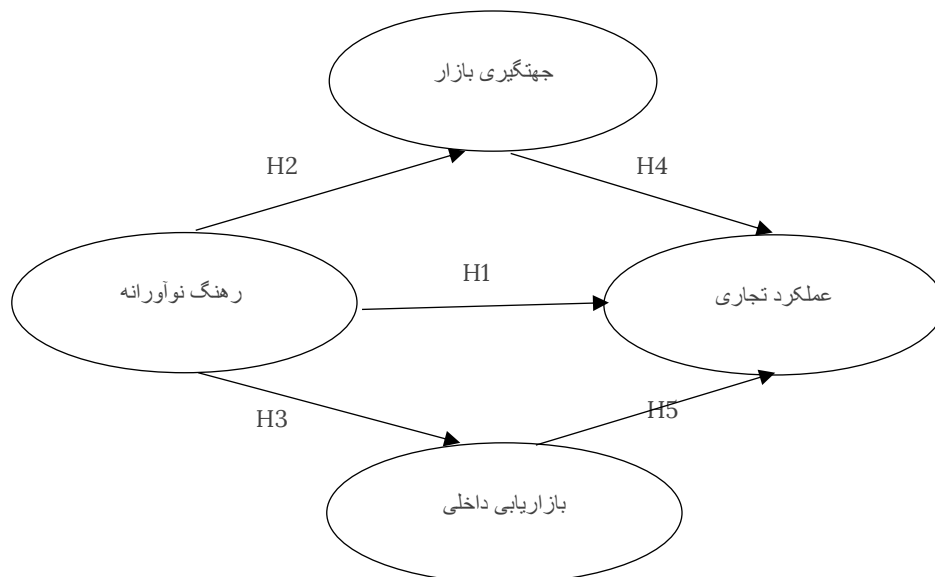 جهتگیری بازار
H2
H4
H1
رهنگ نوآورانه
عملکرد تجاری
H3
H5
بازاریابی داخلی